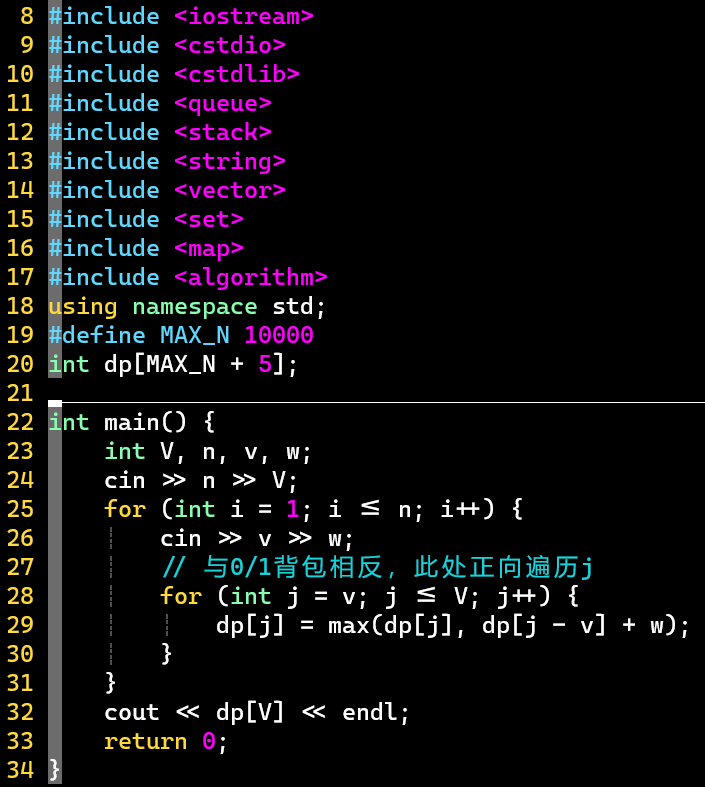 8 #include <iostream>
9 #include <cstdio>
10 #include <cstdlib>
11 #include <queue>
12 #include <stack>
13 #include <string>
14 #include <vector>
15 #include <set>
16 #include <map>
17 #include <algorithm>
18 using namespace std;
19 #define MAX_N 10000
20 int dp[MAX_N + 5];
21
22 int main() {
23     int V, n, v, w;
24     cin >> n >> V;
25     for (int i = 1; i <= n; i++) {
26         cin >> v >> w;
27         // 与0/1背包相反，此处正向遍历j
28         for (int j = v; j <= V; j++) {
29             dp[j] = max(dp[j], dp[j - v] + w);
30         }
31     }
32     cout << dp[V] << endl;
33     return 0;
34 }